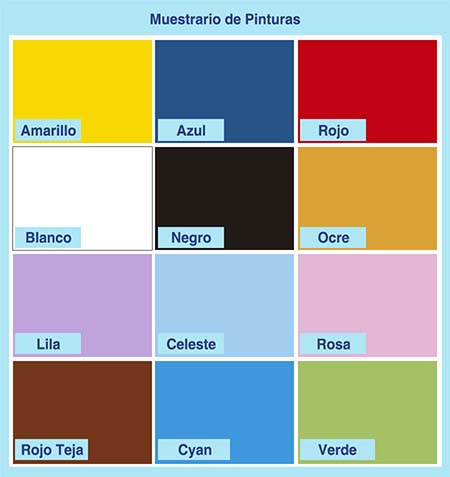 Muestrario de Pinturas
Amarillo
Azul
Rojo
Blanco
Negro
Ocre
Lila
Celeste
Rosa
Rojo Teja
Cyan
Verde